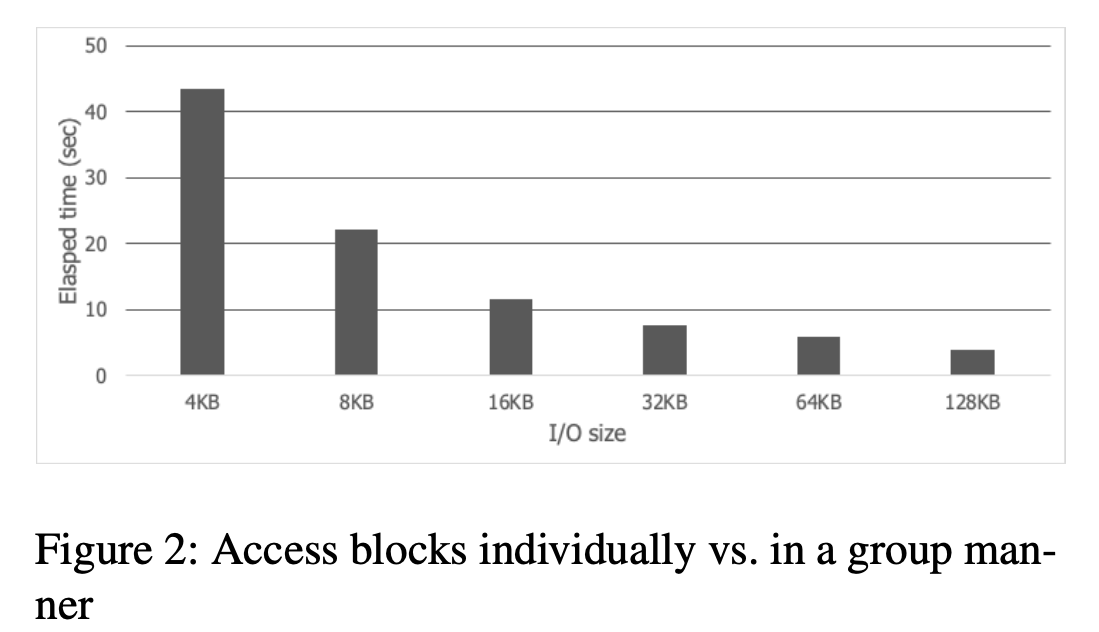 50
40
30
20
10
0
Elasped time (sec)
4KB 8KB 16KB 32KB 64KB 128KB
I/O size
Figure 2: Access blocks individually vs. in a group man-
ner